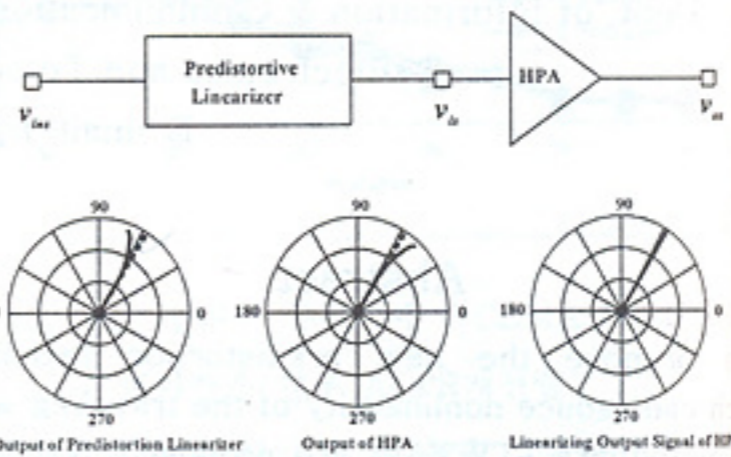 Predistortive
Linearizer
HPA
90
270
Output of Predistortion Linearizer
90
180
0
270
Output of HPA
90
180
0
270
Linearizing Output Signal of